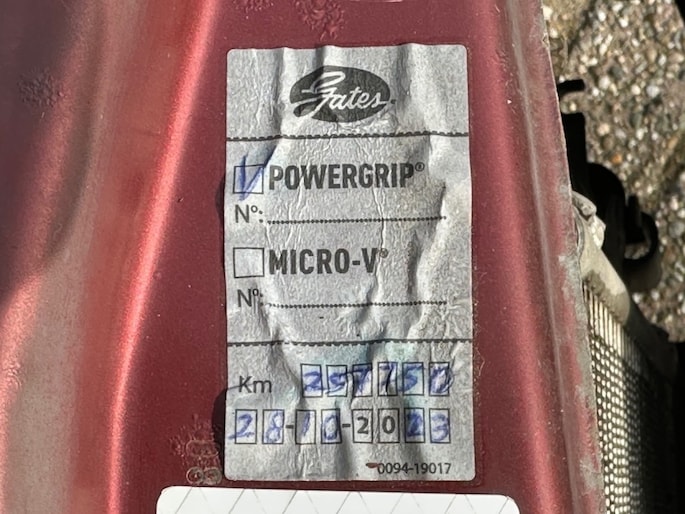 Gates
POWERGRIP®
Nº:
MICRO-V®
Nº:
Km 257150
28-10-2023
0094-19017